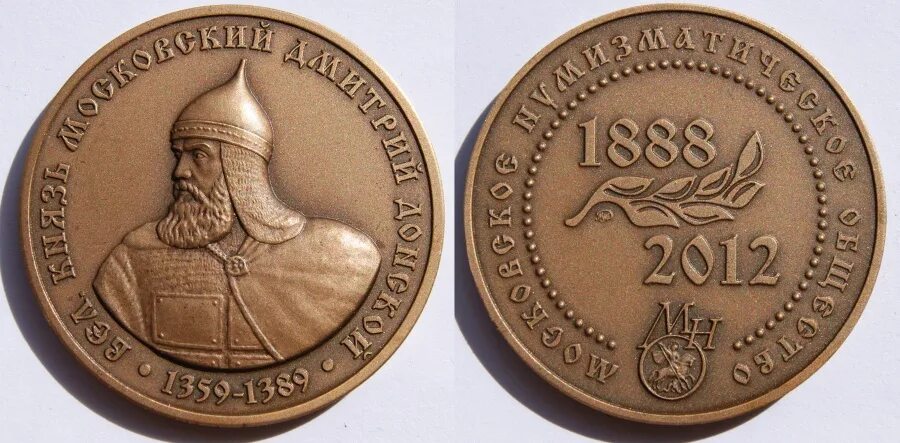 ВЕЛ. КНЯЗЬ МОСКОВСКИЙ ДМИТРИЙ ДОНСКОЙ
• 1359-1389 •
МОСКОВСКОЕ НУМИЗМАТИЧЕСКОЕ ОБЩЕСТВО
1888
2012
МН